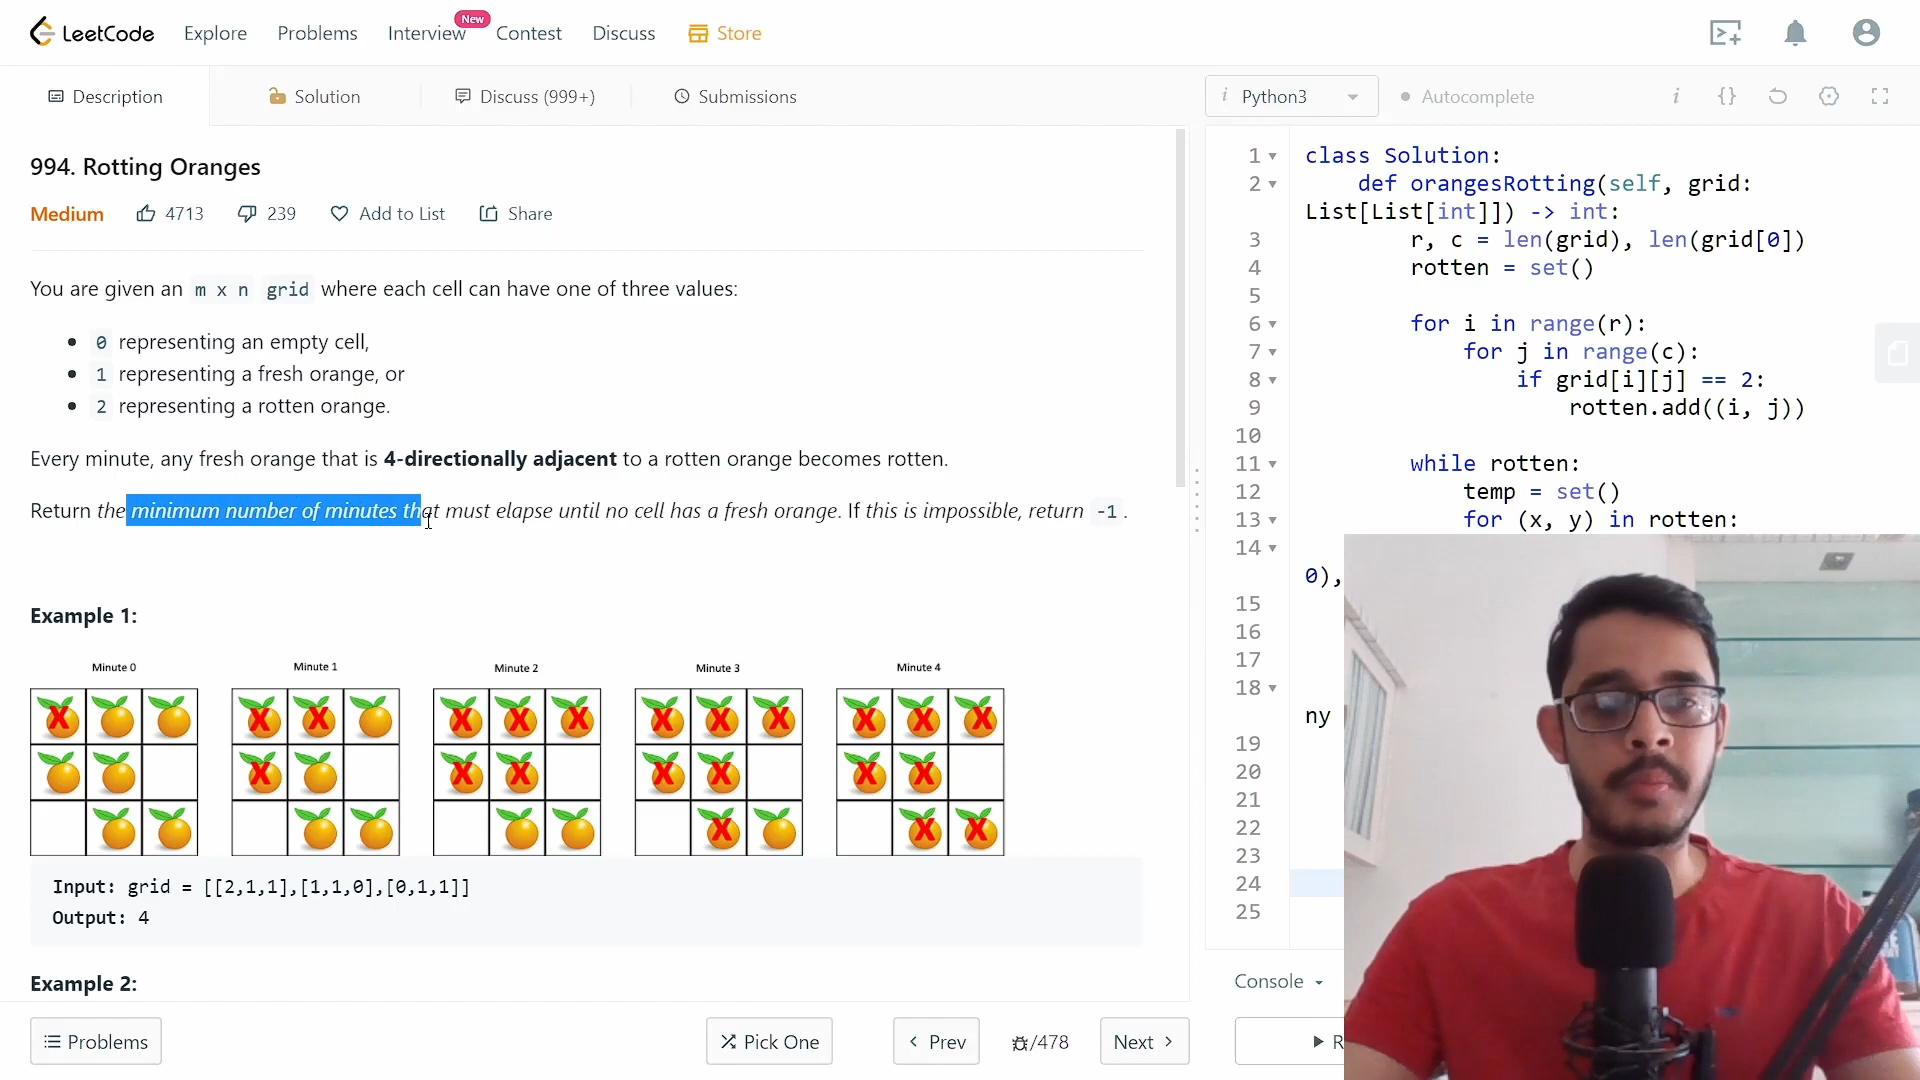 LeetCode Explore Problems Interview New Contest Discuss Store
Description Solution Discuss (999+) Submissions
994. Rotting Oranges
Medium 4713 239 Add to List Share
You are given an m x n grid where each cell can have one of three values:
• 0 representing an empty cell,
• 1 representing a fresh orange, or
• 2 representing a rotten orange.
Every minute, any fresh orange that is 4-directionally adjacent to a rotten orange becomes rotten.
Return the minimum number of minutes that must elapse until no cell has a fresh orange. If this is impossible, return -1.
Example 1:
Minute 0 Minute 1 Minute 2 Minute 3 Minute 4
X X X X X X X X X X X X X X X X X X X X X
Input: grid = [[2,1,1],[1,1,0],[0,1,1]]
Output: 4
Example 2:
Problems Pick One Prev /478 Next
i Python3 Autocomplete i {}
1 class Solution:
2 def orangesRotting(self, grid:
List[List[int]]) -> int:
3 r, c = len(grid), len(grid[0])
4 rotten = set()
5
6 for i in range(r):
7 for j in range(c):
8 if grid[i][j] == 2:
9 rotten.add((i, j))
10
11 while rotten:
12 temp = set()
13 for (x, y) in rotten:
14
0),
15
16
17
18
ny
19
20
21
22
23
24
25
Console
R